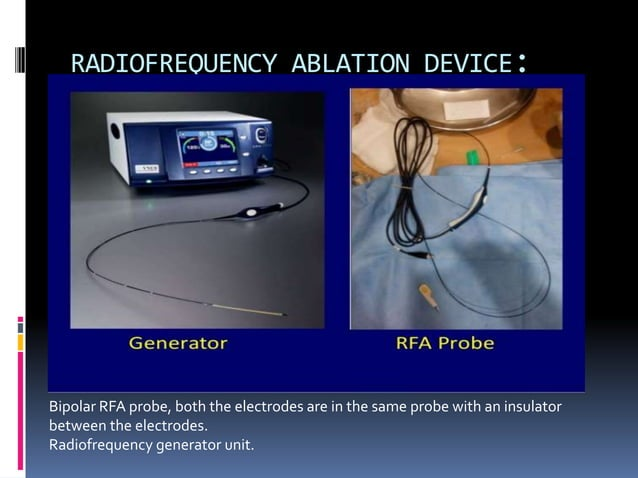 RADIOFREQUENCY ABLATION DEVICE:
Generator
RFA Probe
Bipolar RFA probe, both the electrodes are in the same probe with an insulator
between the electrodes.
Radiofrequency generator unit.